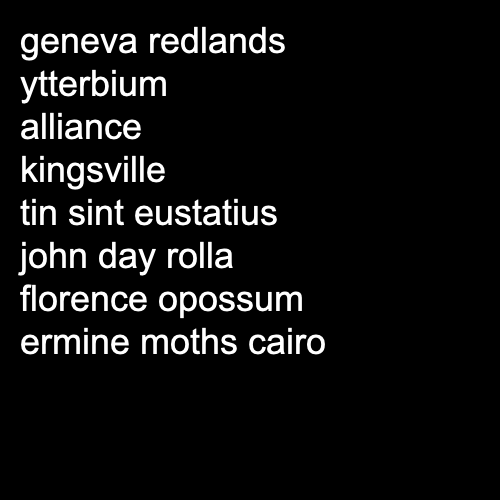 geneva redlands
ytterbium
alliance
kingsville
tin sint eustatius
john day rolla
florence opossum
ermine moths cairo